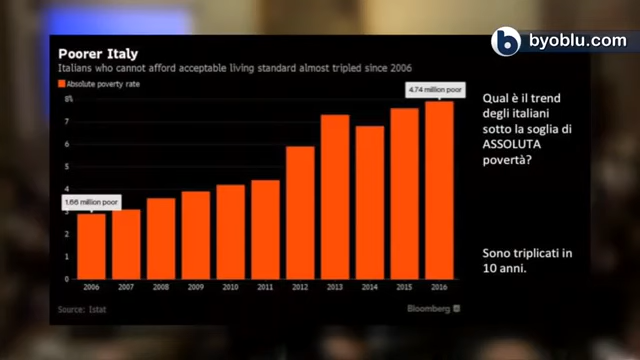 byoblu.com
Poorer Italy
Italians who cannot afford acceptable living standard almost tripled since 2006
Absolute poverty rate
8%
7
6
5
4
3
2
1
0
1.66 million poor
4.74 million poor
2006 2007 2008 2009 2010 2011 2012 2013 2014 2015 2016
Source: Istat
Bloomberg
Qual è il trend
degli italiani
sotto la soglia di
ASSOLUTA
povertà?
Sono triplicati in
10 anni.